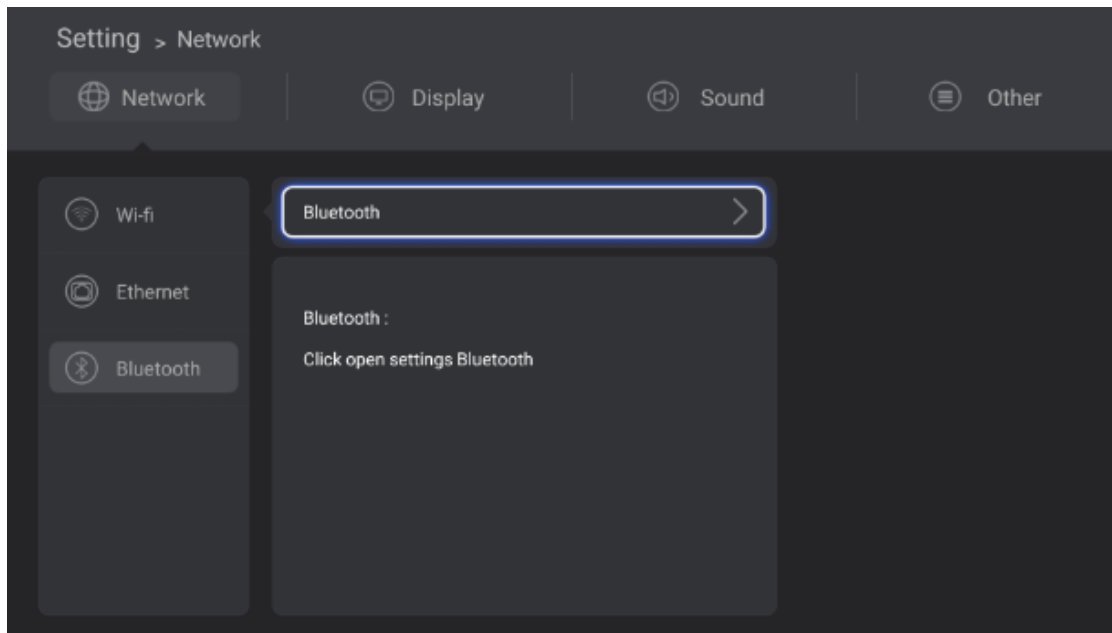 Setting > Network
Network
Display
Sound
Other
Wi-fi
Ethernet
Bluetooth
Bluetooth
Bluetooth :
Click open settings Bluetooth